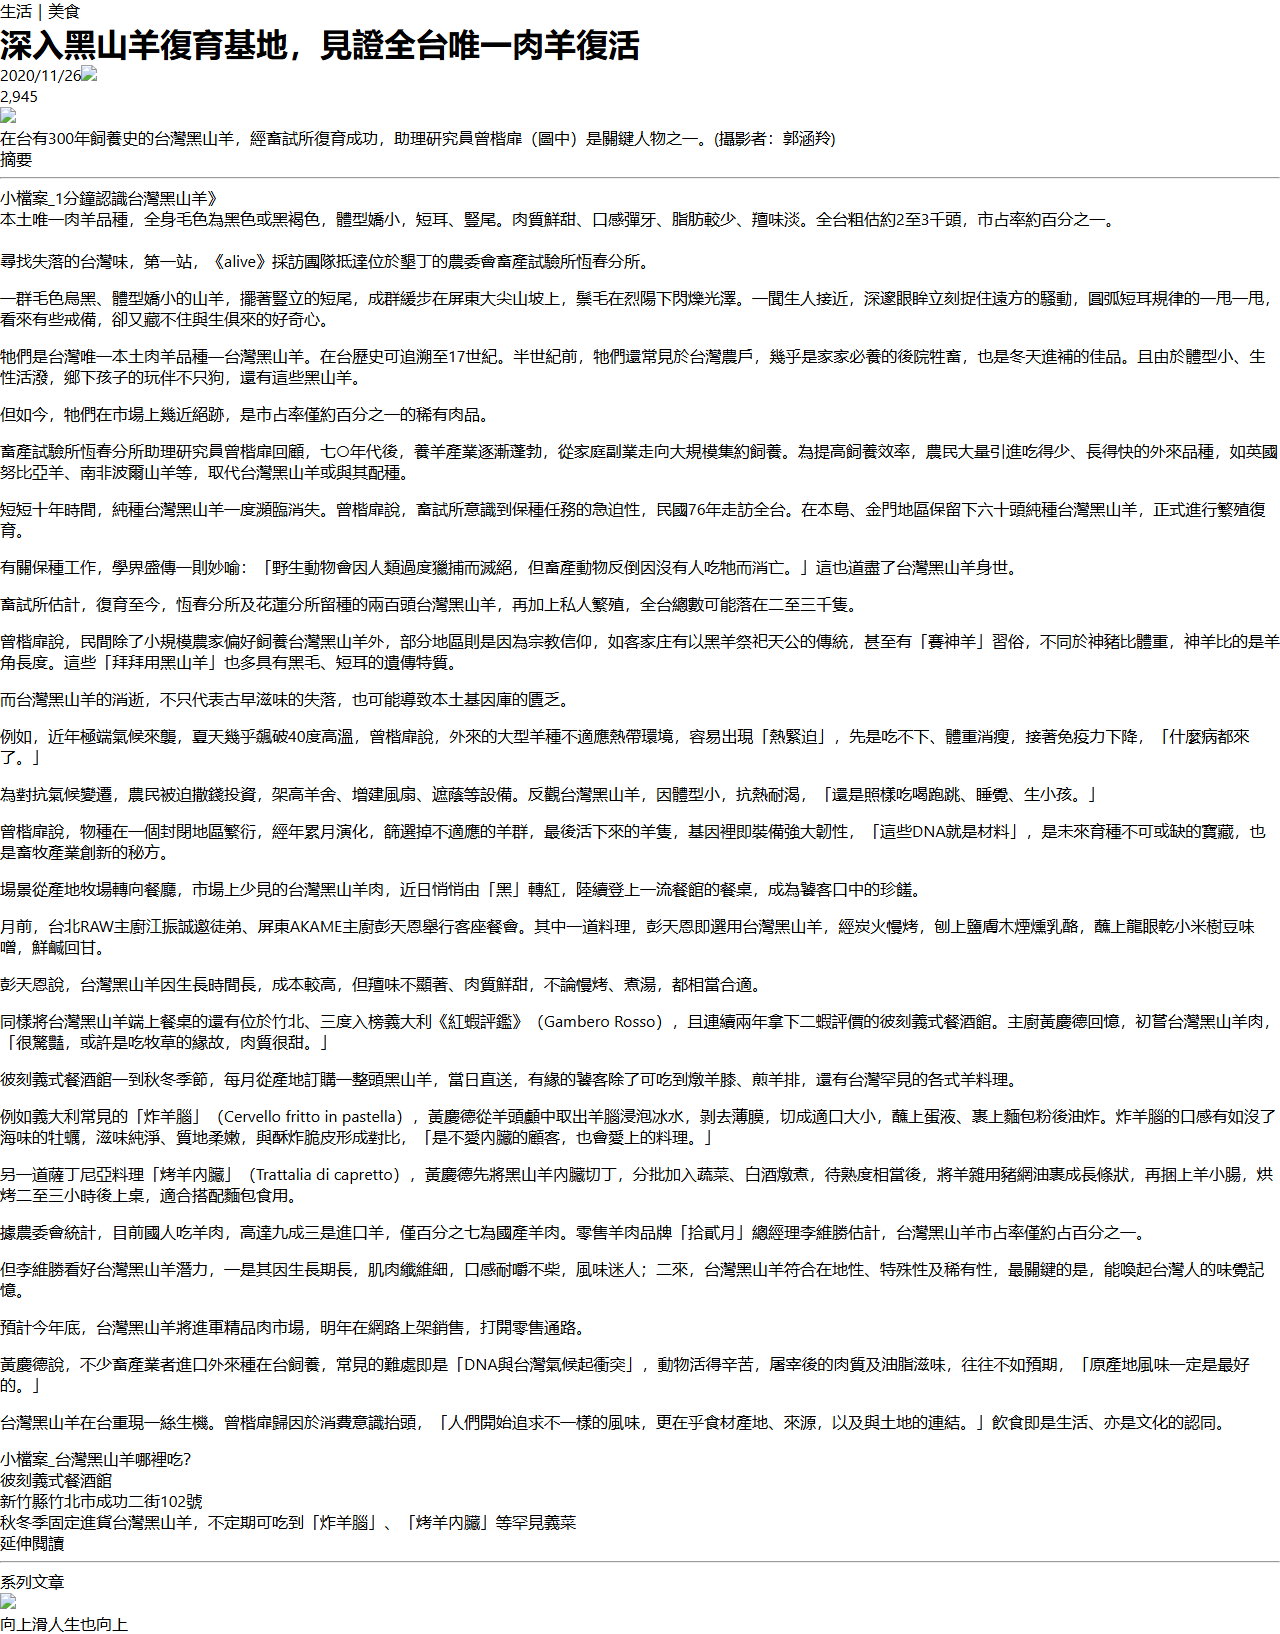 生活 | 美食
深入黑山羊復育基地，見證全台唯一肉羊復活
2020/11/26
2,945
在台有300年飼養史的台灣黑山羊，經畜試所復育成功，助理研究員曾楷扉（圖中）是關鍵人物之一。(攝影者：郭涵羚)
摘要
小檔案_1分鐘認識台灣黑山羊》
本土唯一肉羊品種，全身毛色為黑色或黑褐色，體型嬌小，短耳、豎尾。肉質鮮甜、口感彈牙、脂肪較少、羶味淡。全台粗估約2至3千頭，市占率約百分之一。
尋找失落的台灣味，第一站，《alive》採訪團隊抵達位於墾丁的農委會畜產試驗所恆春分所。
一群毛色烏黑、體型嬌小的山羊，擺著豎立的短尾，成群緩步在屏東大尖山坡上，鬃毛在烈陽下閃爍光澤。一聞生人接近，深邃眼眸立刻捉住遠方的騷動，圓弧短耳規律的一甩一甩，
看來有些戒備，卻又藏不住與生俱來的好奇心。
牠們是台灣唯一本土肉羊品種—台灣黑山羊。在台歷史可追溯至17世紀。半世紀前，牠們還常見於台灣農戶，幾乎是家家必養的後院牲畜，也是冬天進補的佳品。且由於體型小、生
性活潑，鄉下孩子的玩伴不只狗，還有這些黑山羊。
但如今，牠們在市場上幾近絕跡，是市占率僅約百分之一的稀有肉品。
畜產試驗所恆春分所助理研究員曾楷扉回顧，七〇年代後，養羊產業逐漸蓬勃，從家庭副業走向大規模集約飼養。為提高飼養效率，農民大量引進吃得少、長得快的外來品種，如英國
努比亞羊、南非波爾山羊等，取代台灣黑山羊或與其配種。
短短十年時間，純種台灣黑山羊一度瀕臨消失。曾楷扉說，畜試所意識到保種任務的急迫性，民國76年走訪全台。在本島、金門地區保留下六十頭純種台灣黑山羊，正式進行繁殖復
育。
有關保種工作，學界盛傳一則妙喻：「野生動物會因人類過度獵捕而滅絕，但畜產動物反倒因沒有人吃牠而消亡。」這也道盡了台灣黑山羊身世。
畜試所估計，復育至今，恆春分所及花蓮分所留種的兩百頭台灣黑山羊，再加上私人繁殖，全台總數可能落在二至三千隻。
曾楷扉說，民間除了小規模農家偏好飼養台灣黑山羊外，部分地區則是因為宗教信仰，如客家庄有以黑羊祭祀天公的傳統，甚至有「賽神羊」習俗，不同於神豬比體重，神羊比的是羊
角長度。這些「拜拜用黑山羊」也多具有黑毛、短耳的遺傳特質。
而台灣黑山羊的消逝，不只代表古早滋味的失落，也可能導致本土基因庫的匱乏。
例如，近年極端氣候來襲，夏天幾乎飆破40度高溫，曾楷扉說，外來的大型羊種不適應熱帶環境，容易出現「熱緊迫」，先是吃不下、體重消瘦，接著免疫力下降，「什麼病都來
了。」
為對抗氣候變遷，農民被迫撒錢投資，架高羊舍、增建風扇、遮蔭等設備。反觀台灣黑山羊，因體型小，抗熱耐渴，「還是照樣吃喝跑跳、睡覺、生小孩。」
曾楷扉說，物種在一個封閉地區繁衍，經年累月演化，篩選掉不適應的羊群，最後活下來的羊隻，基因裡即裝備強大韌性，「這些DNA就是材料」，是未來育種不可或缺的寶藏，也
是畜牧產業創新的秘方。
場景從產地牧場轉向餐廳，市場上少見的台灣黑山羊肉，近日悄悄由「黑」轉紅，陸續登上一流餐館的餐桌，成為饕客口中的珍饈。
月前，台北RAW主廚江振誠邀徒弟、屏東AKAME主廚彭天恩舉行客座餐會。其中一道料理，彭天恩即選用台灣黑山羊，經炭火慢烤，刨上鹽膚木煙燻乳酪，蘸上龍眼乾小米樹豆味
噌，鮮鹹回甘。
彭天恩說，台灣黑山羊因生長時間長，成本較高，但羶味不顯著、肉質鮮甜，不論慢烤、煮湯，都相當合適。
同樣將台灣黑山羊端上餐桌的還有位於竹北、三度入榜義大利《紅蝦評鑑》（Gambero Rosso），且連續兩年拿下二蝦評價的彼刻義式餐酒館。主廚黃慶德回憶，初嘗台灣黑山羊肉，
「很驚豔，或許是吃牧草的緣故，肉質很甜。」
彼刻義式餐酒館一到秋冬季節，每月從產地訂購一整頭黑山羊，當日直送，有緣的饕客除了可吃到燉羊膝、煎羊排，還有台灣罕見的各式羊料理。
例如義大利常見的「炸羊腦」（Cervello fritto in pastella），黃慶德從羊頭顱中取出羊腦浸泡冰水，剝去薄膜，切成適口大小，蘸上蛋液、裹上麵包粉後油炸。炸羊腦的口感有如沒了
海味的牡蠣，滋味純淨、質地柔嫩，與酥炸脆皮形成對比，「是不愛內臟的顧客，也會愛上的料理。」
另一道薩丁尼亞料理「烤羊內臟」（Trattalia di capretto），黃慶德先將黑山羊內臟切丁，分批加入蔬菜、白酒燉煮，待熟度相當後，將羊雜用豬網油裹成長條狀，再捆上羊小腸，烘
烤二至三小時後上桌，適合搭配麵包食用。
據農委會統計，目前國人吃羊肉，高達九成三是進口羊，僅百分之七為國產羊肉。零售羊肉品牌「拾貳月」總經理李維勝估計，台灣黑山羊市占率僅約占百分之一。
但李維勝看好台灣黑山羊潛力，一是其因生長期長，肌肉纖維細，口感耐嚼不柴，風味迷人；二來，台灣黑山羊符合在地性、特殊性及稀有性，最關鍵的是，能喚起台灣人的味覺記
憶。
預計今年底，台灣黑山羊將進軍精品肉市場，明年在網路上架銷售，打開零售通路。
黃慶德說，不少畜產業者進口外來種在台飼養，常見的難處即是「DNA與台灣氣候起衝突」，動物活得辛苦，屠宰後的肉質及油脂滋味，往往不如預期，「原產地風味一定是最好
的。」
台灣黑山羊在台重現一絲生機。曾楷扉歸因於消費意識抬頭，「人們開始追求不一樣的風味，更在乎食材產地、來源，以及與土地的連結。」飲食即是生活、亦是文化的認同。
小檔案_台灣黑山羊哪裡吃？
彼刻義式餐酒館
新竹縣竹北市成功二街102號
秋冬季固定進貨台灣黑山羊，不定期可吃到「炸羊腦」、「烤羊內臟」等罕見義菜
延伸閱讀
系列文章
向上滑人生也向上